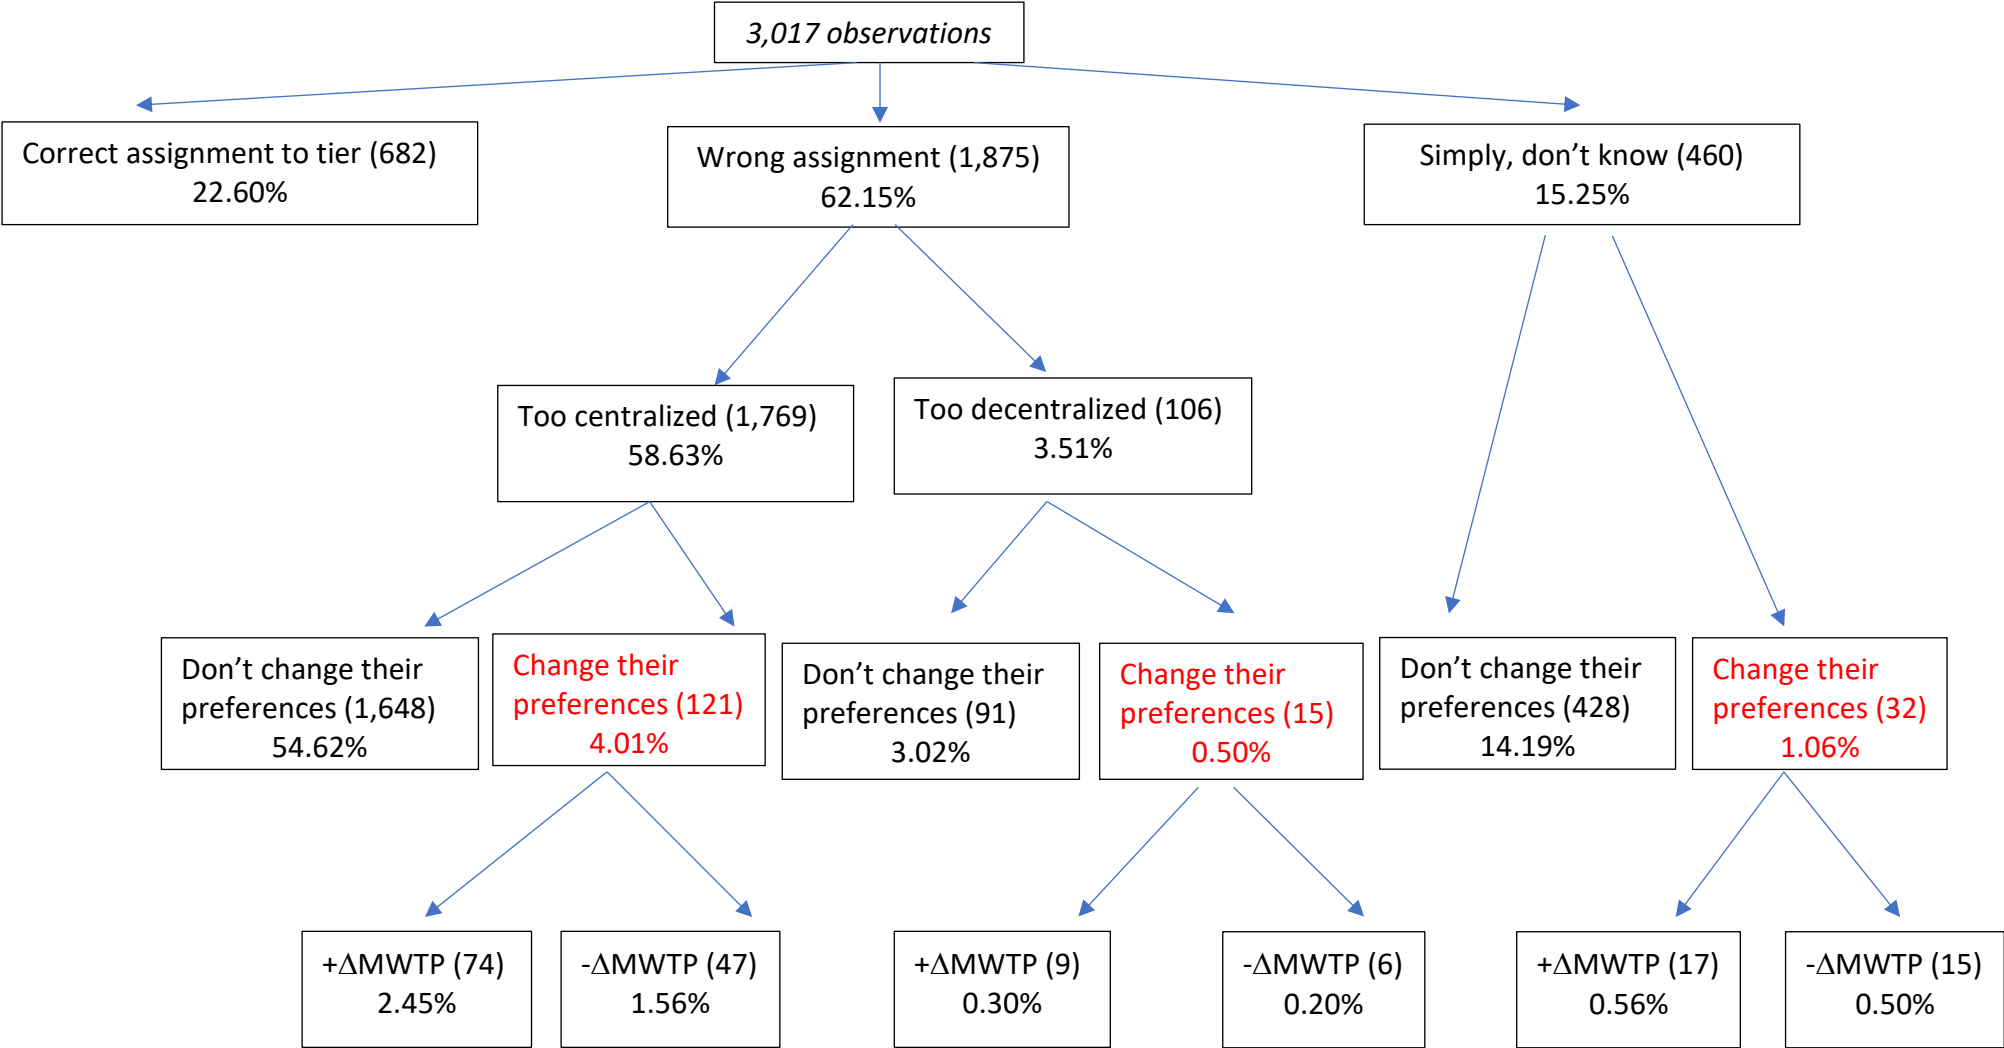 3,017 observations
Correct assignment to tier (682)
22.60%
Wrong assignment (1,875)
62.15%
Simply, don’t know (460)
15.25%
Too centralized (1,769)
58.63%
Too decentralized (106)
3.51%
Don’t change their
preferences (1,648)
54.62%
Change their
preferences (121)
4.01%
Don’t change their
preferences (91)
3.02%
Change their
preferences (15)
0.50%
Don’t change their
preferences (428)
14.19%
Change their
preferences (32)
1.06%
+ΔMWTP (74)
2.45%
-ΔMWTP (47)
1.56%
+ΔMWTP (9)
0.30%
-ΔMWTP (6)
0.20%
+ΔMWTP (17)
0.56%
-ΔMWTP (15)
0.50%